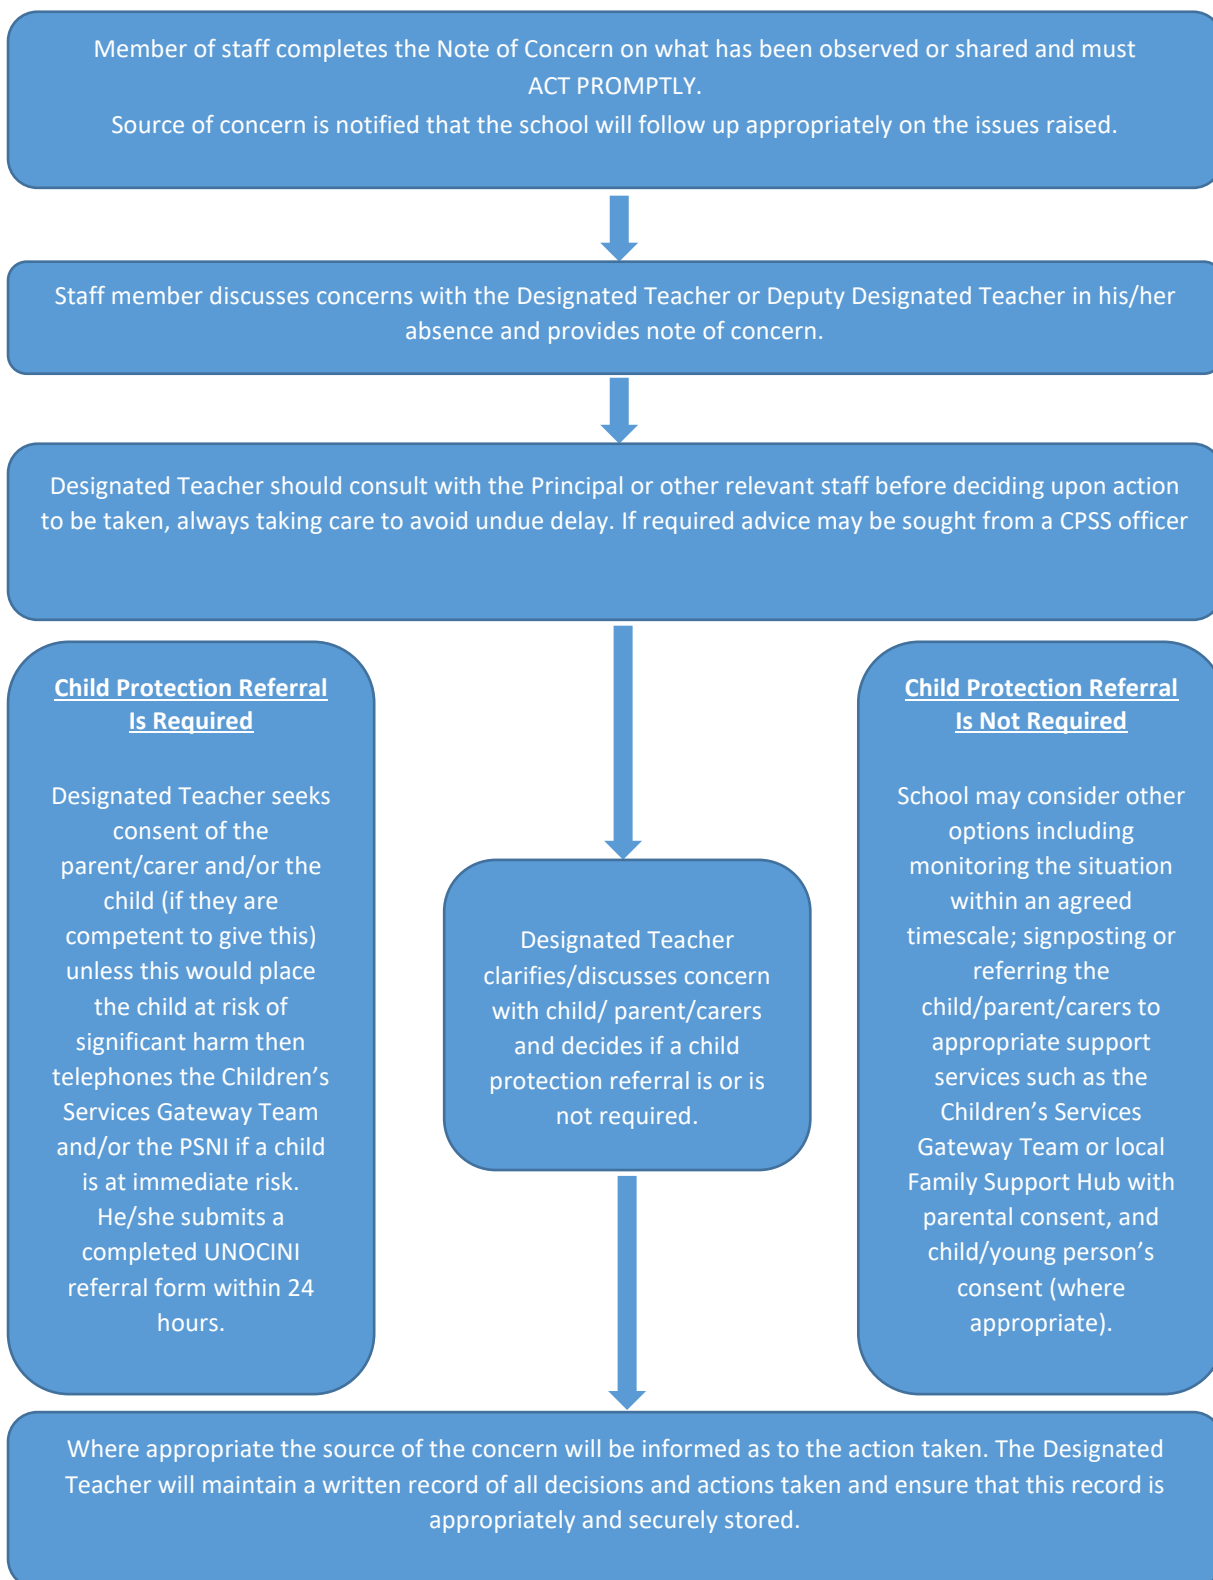 Member of staff completes the Note of Concern on what has been observed or shared and must
ACT PROMPTLY.
Source of concern is notified that the school will follow up appropriately on the issues raised.
Staff member discusses concerns with the Designated Teacher or Deputy Designated Teacher in his/her
absence and provides note of concern.
Designated Teacher should consult with the Principal or other relevant staff before deciding upon action
to be taken, always taking care to avoid undue delay. If required advice may be sought from a CPSS officer
Child Protection Referral
Is Required
Designated Teacher seeks
consent of the
parent/carer and/or the
child (if they are
competent to give this)
unless this would place
the child at risk of
significant harm then
telephones the Children’s
Services Gateway Team
and/or the PSNI if a child
is at immediate risk.
He/she submits a
completed UNOCINI
referral form within 24
hours.
Designated Teacher
clarifies/discusses concern
with child/ parent/carers
and decides if a child
protection referral is or is
not required.
Child Protection Referral
Is Not Required
School may consider other
options including
monitoring the situation
within an agreed
timescale; signposting or
referring the
child/parent/carers to
appropriate support
services such as the
Children’s Services
Gateway Team or local
Family Support Hub with
parental consent, and
child/young person’s
consent (where
appropriate).
Where appropriate the source of the concern will be informed as to the action taken. The Designated
Teacher will maintain a written record of all decisions and actions taken and ensure that this record is
appropriately and securely stored.